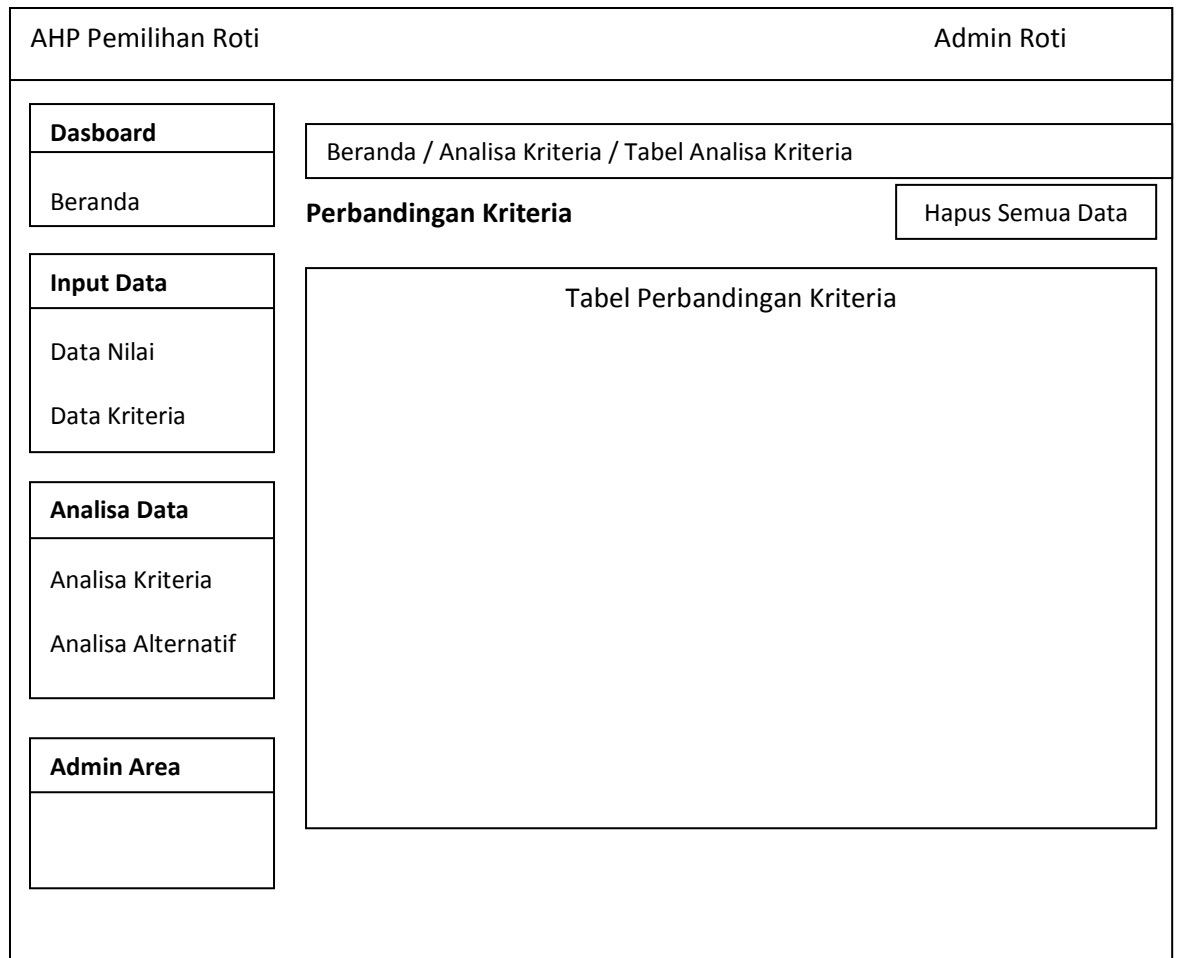 AHP Pemilihan Roti
Admin Roti
Dasboard
Beranda
Input Data
Data Nilai
Data Kriteria
Analisa Data
Analisa Kriteria
Analisa Alternatif
Admin Area
Beranda / Analisa Kriteria / Tabel Analisa Kriteria
Perbandingan Kriteria
Hapus Semua Data
Tabel Perbandingan Kriteria